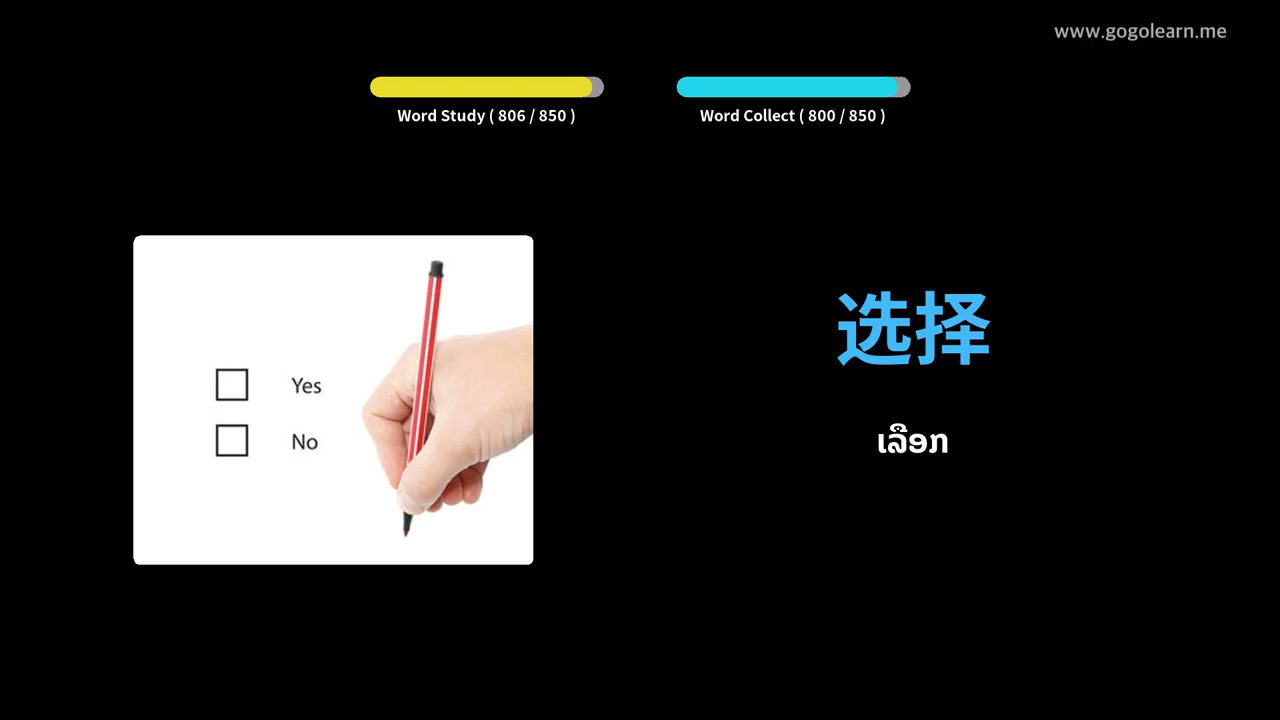 www.gogolearn.me
Word Study ( 806 / 850 )
Word Collect ( 800 / 850 )
Yes
No
选择
ເລືອກ